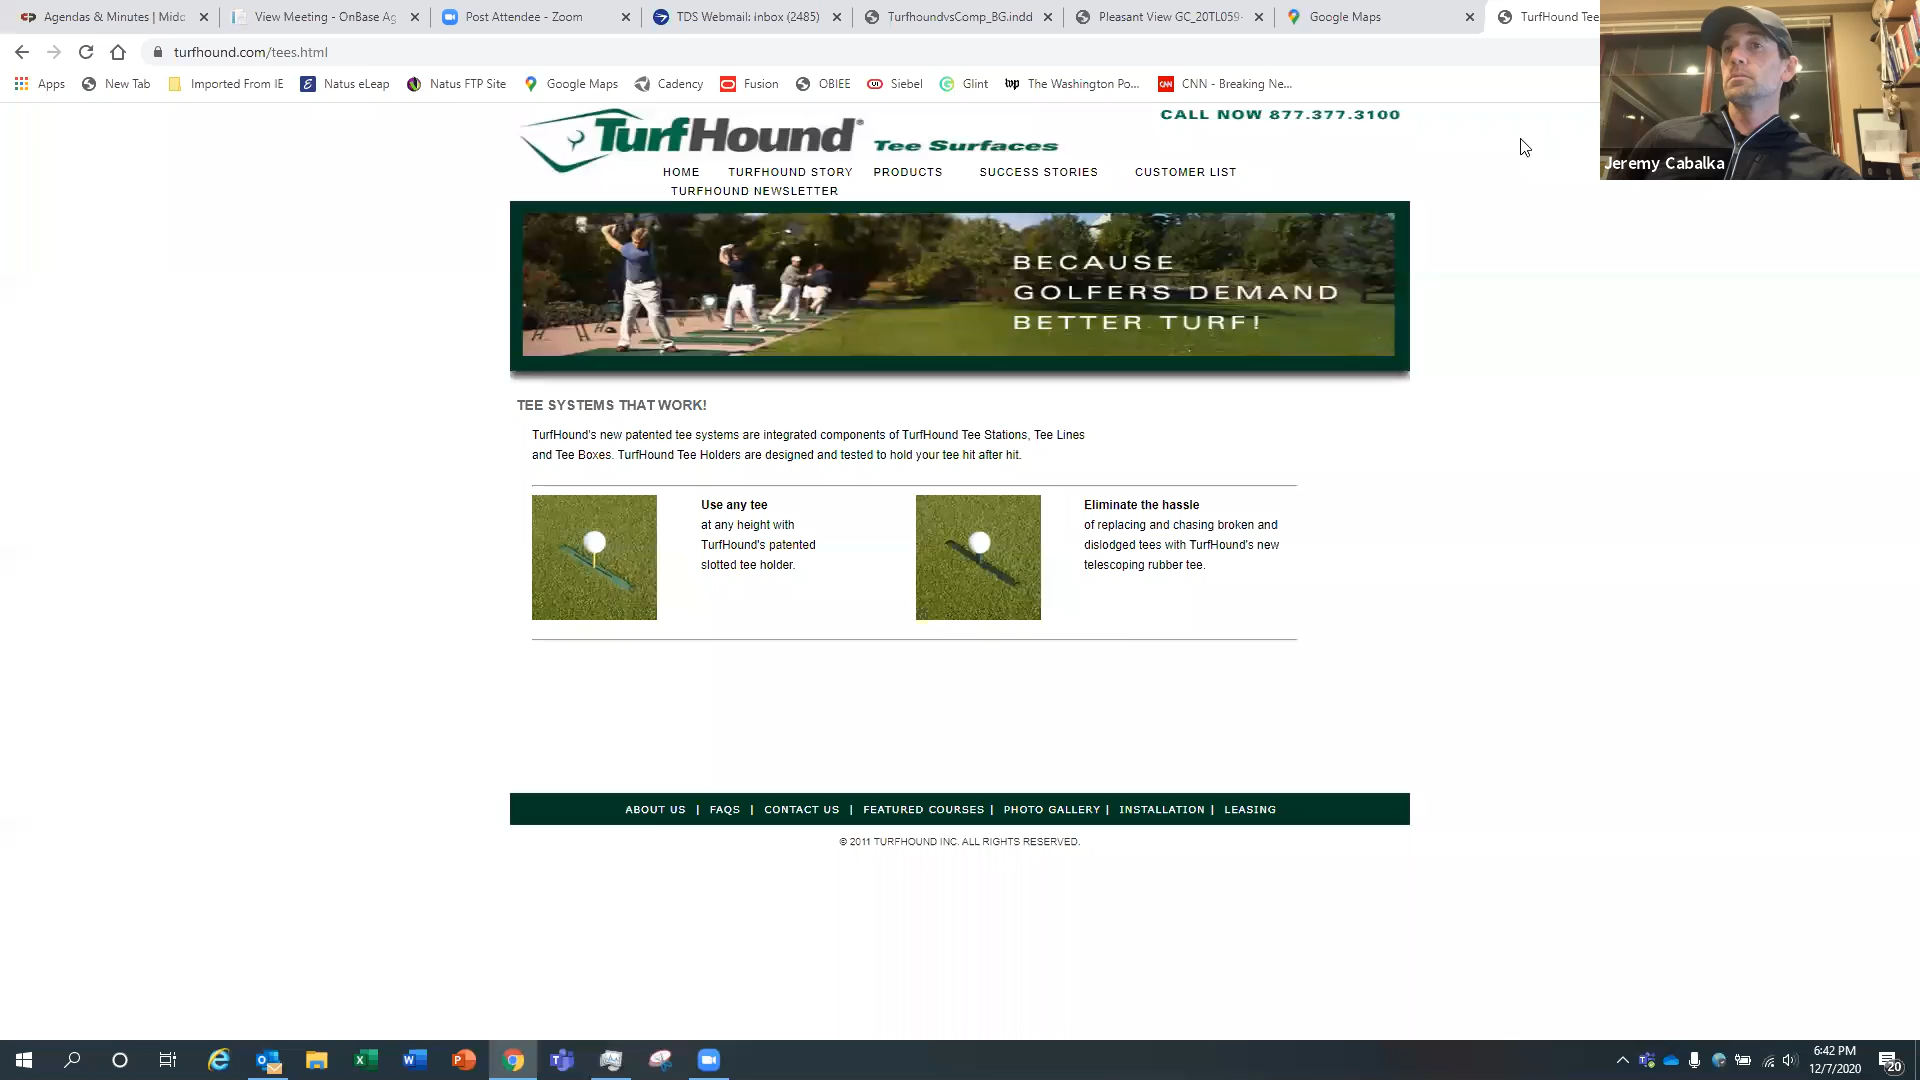 Agendas & Minutes | Midd
View Meeting - OnBase Ag
Post Attendee - Zoom
TDS Webmail: Inbox (2485)
TurfhoundvsComp_BG.indd
Pleasant View GC_20TL059-
Google Maps
TurfHound Tee
turfhound.com/tees.html
Apps
New Tab
Imported From IE
Natus eLeap
Natus FTP Site
Google Maps
Cadency
Fusion
OBIEE
Siebel
Glint
The Washington Po...
CNN - Breaking Ne...
Jeremy Cabalka
CALL NOW 877.377.3100
TurfHound® Tee Surfaces
HOME TURFHOUND STORY PRODUCTS SUCCESS STORIES CUSTOMER LIST
TURFHOUND NEWSLETTER
BECAUSE
GOLFERS DEMAND
BETTER TURF!
TEE SYSTEMS THAT WORK!
TurfHound's new patented tee systems are integrated components of TurfHound Tee Stations, Tee Lines
and Tee Boxes. TurfHound Tee Holders are designed and tested to hold your tee hit after hit.
Use any tee
at any height with
TurfHound's patented
slotted tee holder.
Eliminate the hassle
of replacing and chasing broken and
dislodged tees with TurfHound's new
telescoping rubber tee.
ABOUT US | FAQS | CONTACT US | FEATURED COURSES | PHOTO GALLERY | INSTALLATION | LEASING
© 2011 TURFHOUND INC. ALL RIGHTS RESERVED.
6:42 PM
12/7/2020
20